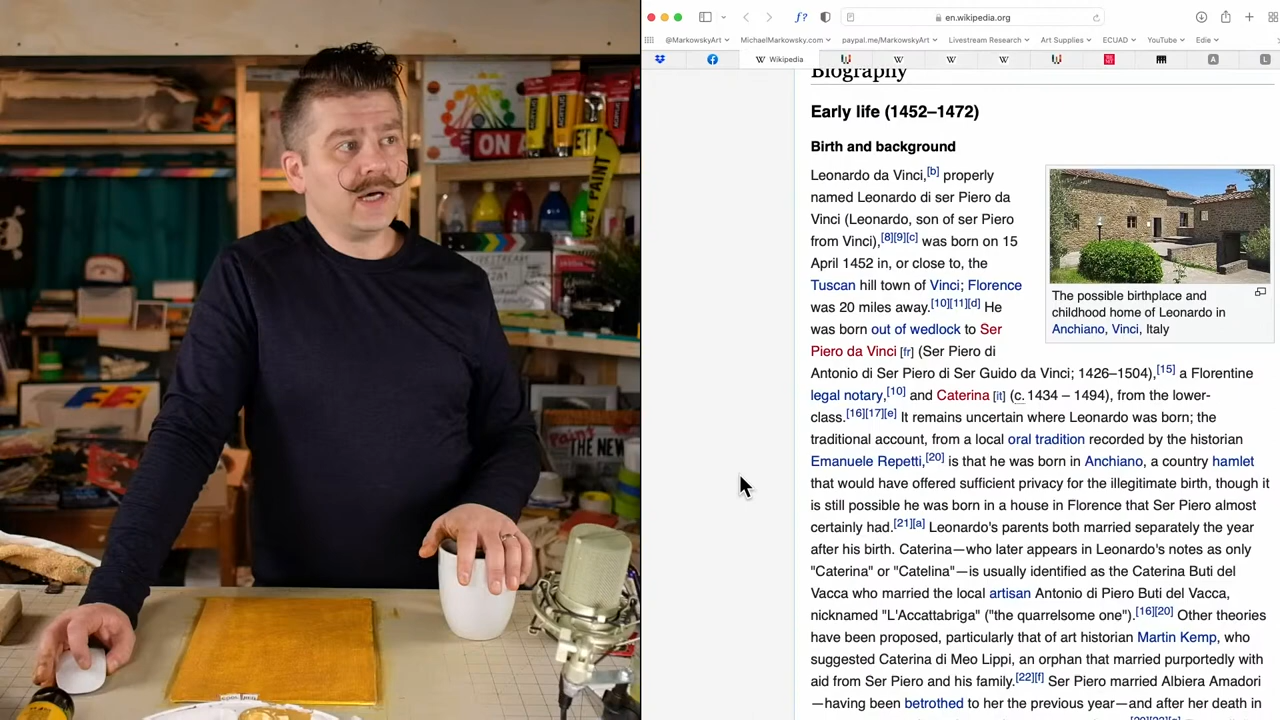 ON A
WET PAINT
LIVESTREAM
THE NEW
en.wikipedia.org
@MarkowskyArt
MichaelMarkowsky.com
paypal.me/MarkowskyArt
Livestream Research
Art Supplies
ECUAD
YouTube
Edie
W Wikipedia
Biography
Early life (1452–1472)
Birth and background
Leonardo da Vinci,[b] properly
named Leonardo di ser Piero da
Vinci (Leonardo, son of ser Piero
from Vinci),[8][9][c] was born on 15
April 1452 in, or close to, the
Tuscan hill town of Vinci; Florence
was 20 miles away.[10][11][d] He
was born out of wedlock to Ser
Piero da Vinci [fr] (Ser Piero di
Antonio di Ser Piero di Ser Guido da Vinci; 1426–1504),[15] a Florentine
legal notary,[10] and Caterina [it] (c. 1434 – 1494), from the lower-
class.[16][17][e] It remains uncertain where Leonardo was born; the
traditional account, from a local oral tradition recorded by the historian
Emanuele Repetti,[20] is that he was born in Anchiano, a country hamlet
that would have offered sufficient privacy for the illegitimate birth, though it
is still possible he was born in a house in Florence that Ser Piero almost
certainly had.[21][a] Leonardo's parents both married separately the year
after his birth. Caterina—who later appears in Leonardo's notes as only
"Caterina" or "Catelina"—is usually identified as the Caterina Buti del
Vacca who married the local artisan Antonio di Piero Buti del Vacca,
nicknamed "L'Accattabriga" ("the quarrelsome one").[16][20] Other theories
have been proposed, particularly that of art historian Martin Kemp, who
suggested Caterina di Meo Lippi, an orphan that married purportedly with
aid from Ser Piero and his family.[22][f] Ser Piero married Albiera Amadori
—having been betrothed to her the previous year—and after her death in
The possible birthplace and
childhood home of Leonardo in
Anchiano, Vinci, Italy